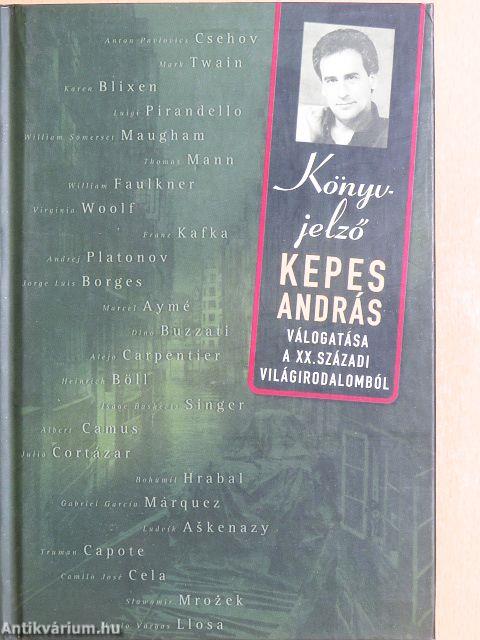 Anton Pavlovics Csehov
Mark Twain
Karen Blixen
Luigi Pirandello
William Somerset Maugham
Thomas Mann
William Faulkner
Virginia Woolf
Franz Kafka
Andrej Platonov
Jorge Luis Borges
Marcel Aymé
Dino Buzzati
Alejo Carpentier
Heinrich Böll
Isaac Bashevis Singer
Albert Camus
Julio Cortázar
Bohumil Hrabal
Gabriel García Márquez
Ludvík Aškenazy
Truman Capote
Camilo José Cela
Sławomir Mrożek
Vargas Llosa
Könyv-
jelző
KEPES
ANDRÁS
VÁLOGATÁSA
A XX. SZÁZADI
VILÁGIRODALOMBÓL
Antikvárium.hu